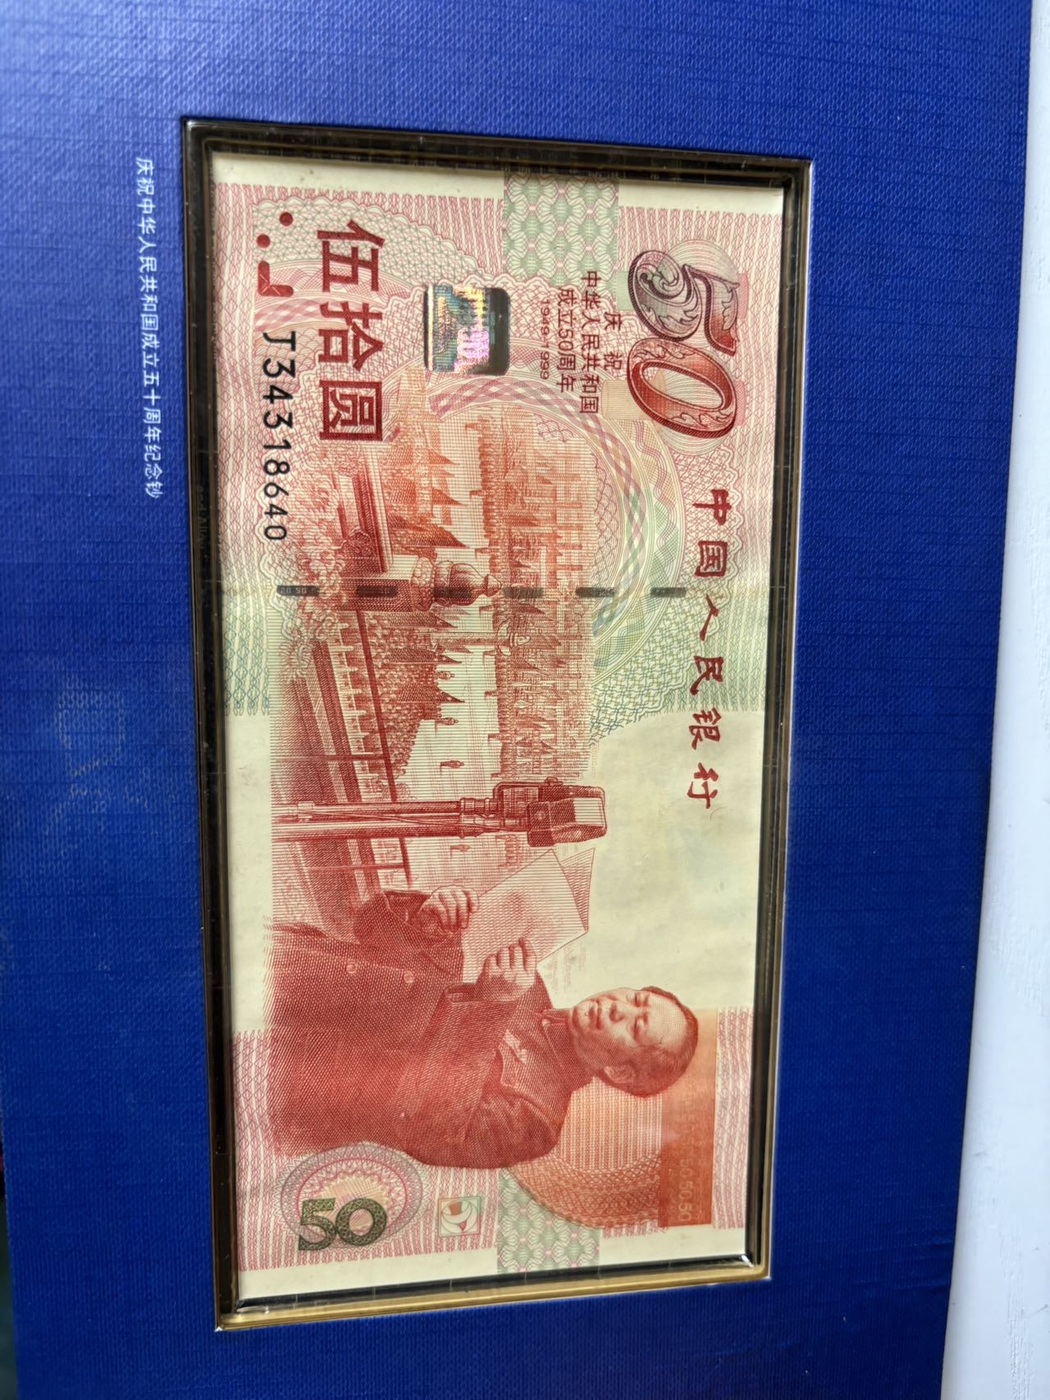 中国人民银行
50
庆祝
中华人民共和国
成立50周年
1949-1999
伍拾圆
J34318640
50
庆祝中华人民共和国成立五十周年纪念钞